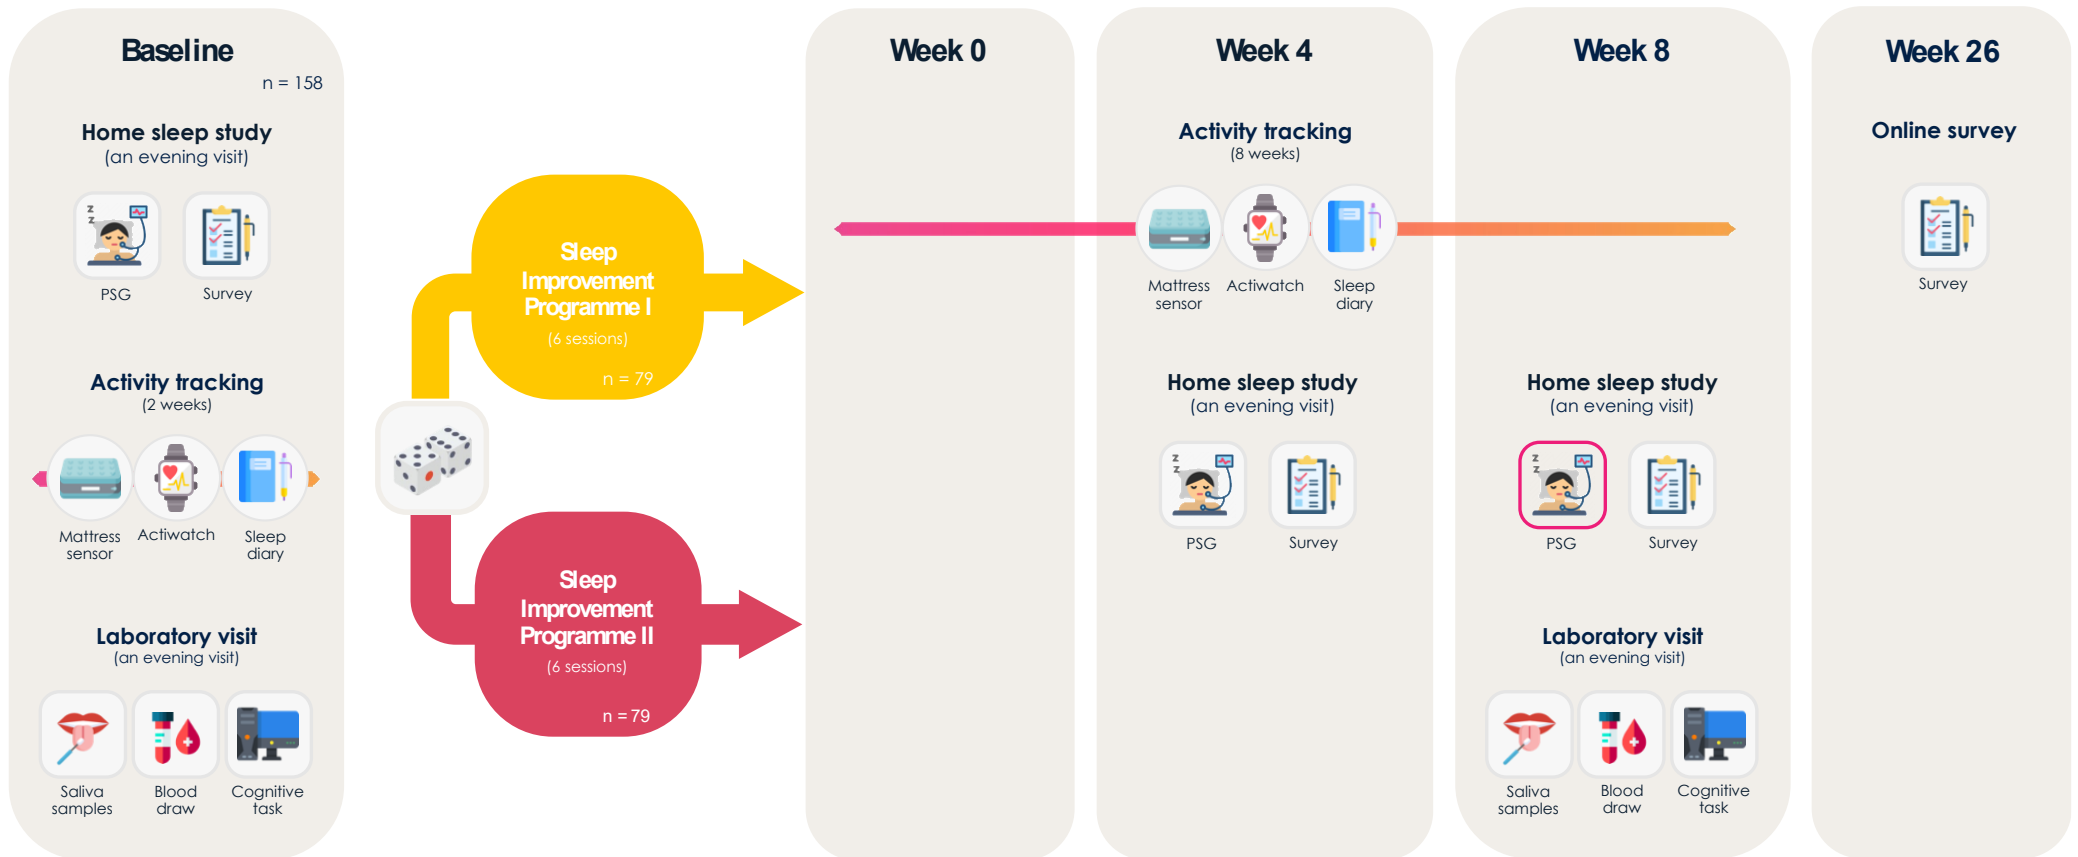 Baseline
n = 158
Home sleep study
(an evening visit)
z
z
PSG
Survey
Activity tracking
(2 weeks)
Mattress
sensor
Actiwatch
Sleep
diary
Laboratory visit
(an evening visit)
Saliva
samples
Blood
draw
Cognitive
task
Sleep
Improvement
Programme I
(6 sessions)
n = 79
Sleep
Improvement
Programme II
(6 sessions)
n = 79
Week 0
Week 4
Activity tracking
(8 weeks)
Mattress
sensor
Actiwatch
Sleep
diary
Home sleep study
(an evening visit)
z
z
PSG
Survey
Week 8
Home sleep study
(an evening visit)
z
z
PSG
Survey
Laboratory visit
(an evening visit)
Saliva
samples
Blood
draw
Cognitive
task
Week 26
Online survey
Survey